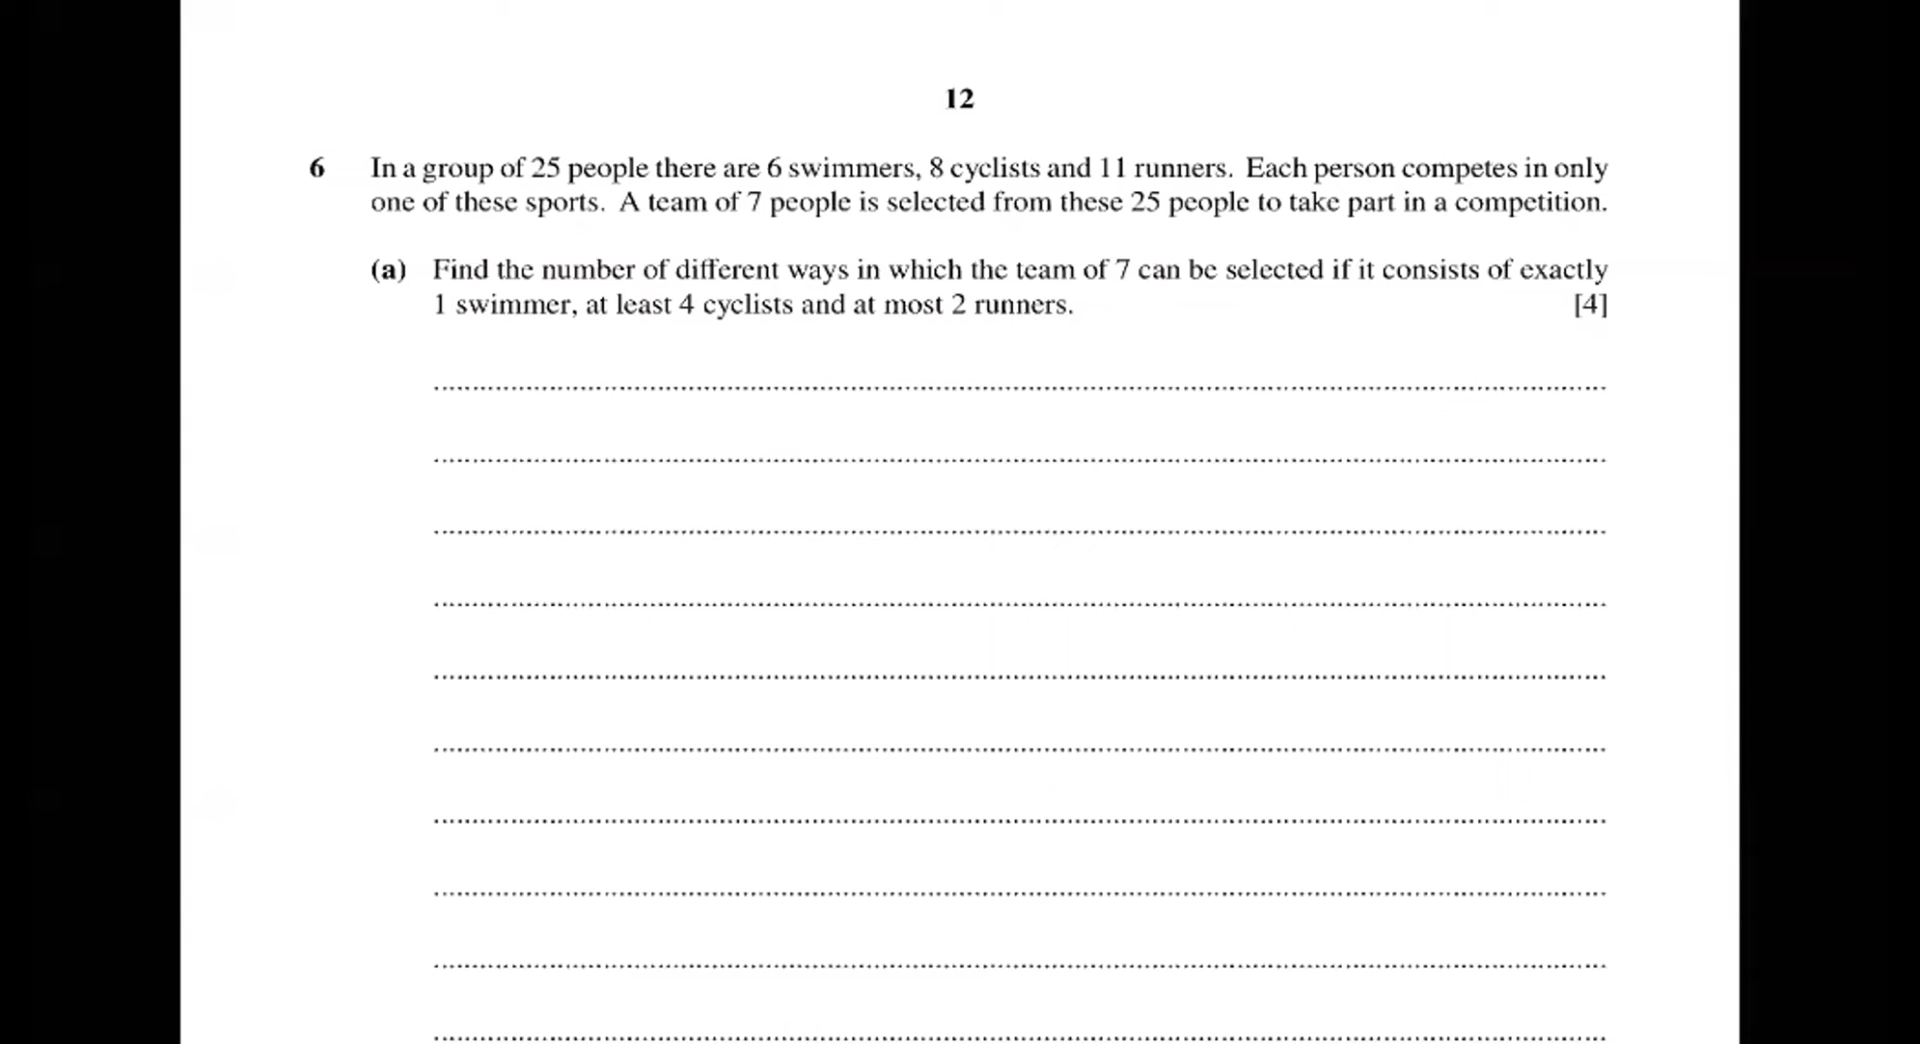 12
6 In a group of 25 people there are 6 swimmers, 8 cyclists and 11 runners. Each person competes in only
one of these sports. A team of 7 people is selected from these 25 people to take part in a competition.
(a) Find the number of different ways in which the team of 7 can be selected if it consists of exactly
1 swimmer, at least 4 cyclists and at most 2 runners. [4]